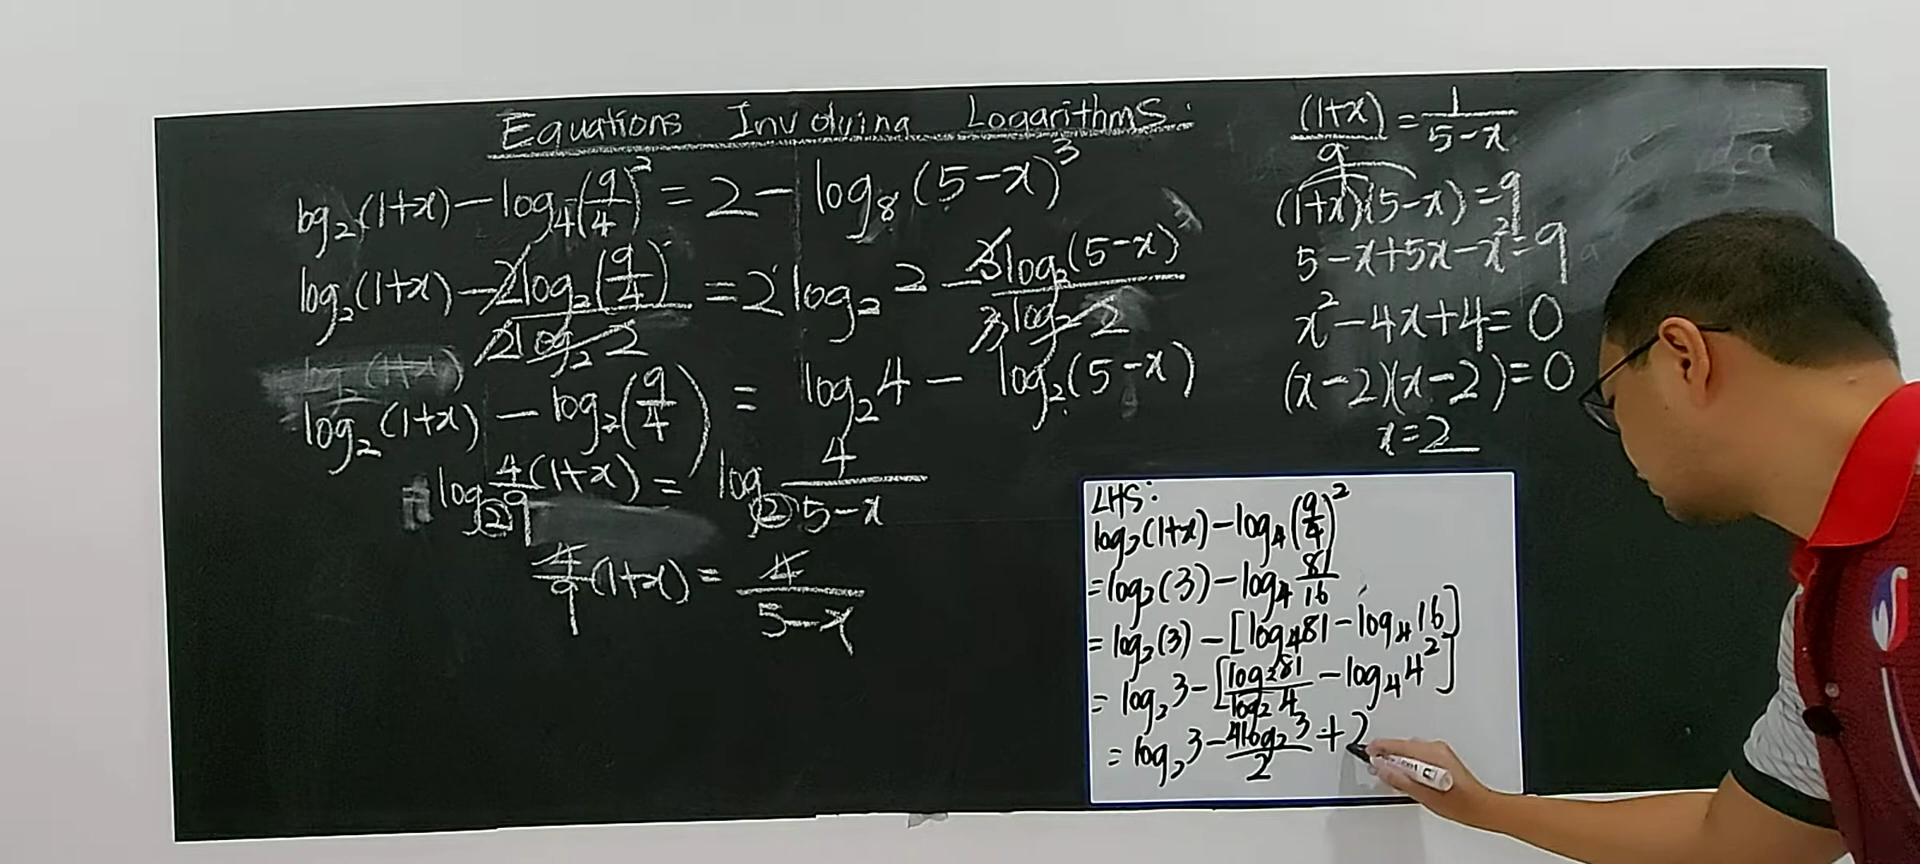 Equations Involving Logarithms:
log₂(1+x) − log₄(9/4)² = 2 − log₈(5−x)³
log₂(1+x) − 2log₂(9/4)/2log₂2 = 2log₂2 − 3log₂(5−x)/3log₂2
log₂(1+x) − log₂(9/4) = log₂4 − log₂(5−x)
log₂ 4/9(1+x) = log₂ 4/5−x
4/9(1+x) = 4/5−x
(1+x)/9 = 1/5−x
(1+x)(5−x)=9
5−x+5x−x²=9
x²−4x+4=0
(x−2)(x−2)=0
x=2
LHS:
log₂(1+x)−log₄(9/4)²
=log₂(3)−log₄ 81/16
=log₂(3)−[log₄81−log₄16]
=log₂3−[log₂81/log₂4−log₄4²]
=log₂3−4log₂3/2+2